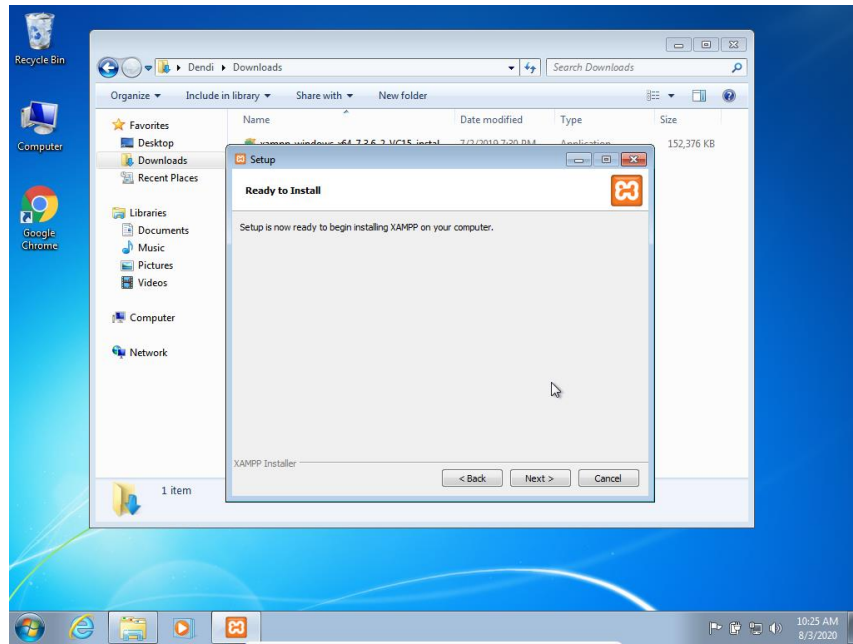 Recycle Bin
Computer
Google
Chrome
Dendi
Downloads
Search Downloads
Organize
Include in library
Share with
New folder
Name
Date modified
Type
Size
152,376 KB
Favorites
Desktop
Downloads
Recent Places
Libraries
Documents
Music
Pictures
Videos
Computer
Network
1 item
Setup
Ready to Install
Setup is now ready to begin installing XAMPP on your computer.
XAMPP Installer
< Back
Next >
Cancel
10:25 AM
8/3/2020